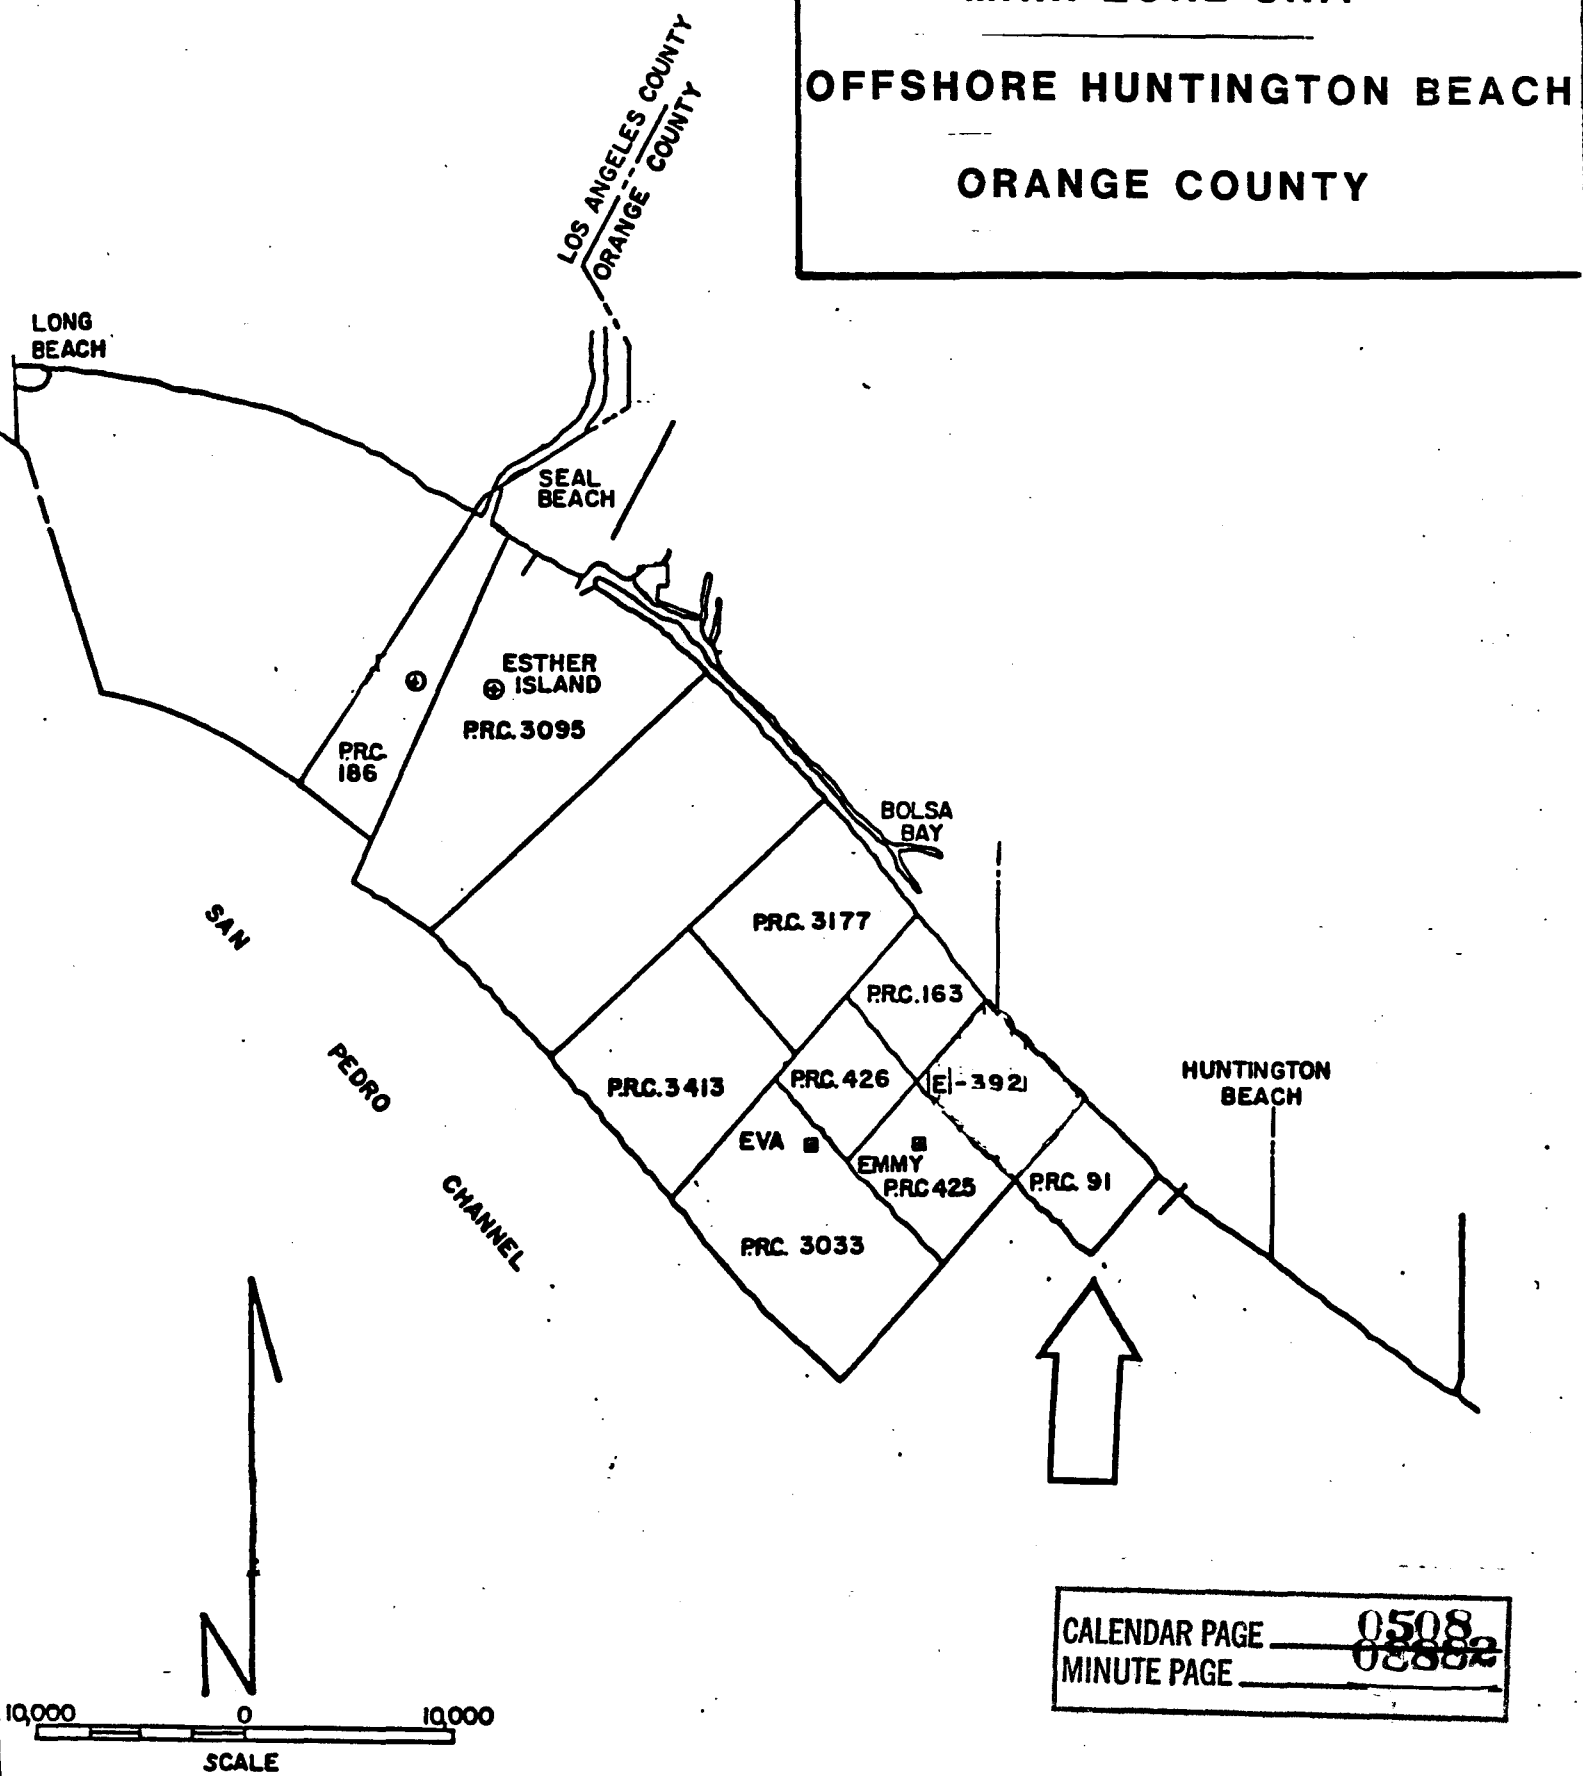 OFFSHORE HUNTINGTON BEACH
ORANGE COUNTY
LOS ANGELES COUNTY
ORANGE COUNTY
LONG
BEACH
SEAL
BEACH
ESTHER
ISLAND
P.R.C. 3095
P.R.C.
186
BOLSA
BAY
SAN
PEDRO
CHANNEL
P.R.C. 3177
P.R.C. 163
P.R.C. 3413
P.R.C. 426
E-392
HUNTINGTON
BEACH
EVA
EMMY
P.R.C 425
P.R.C. 91
P.R.C. 3033
N
CALENDAR PAGE 0508
MINUTE PAGE
10,000 0 10,000
SCALE